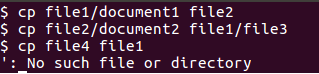 $ cp file1/document1 file2
$ cp file2/document2 file1/file3
$ cp file4 file1
': No such file or directory